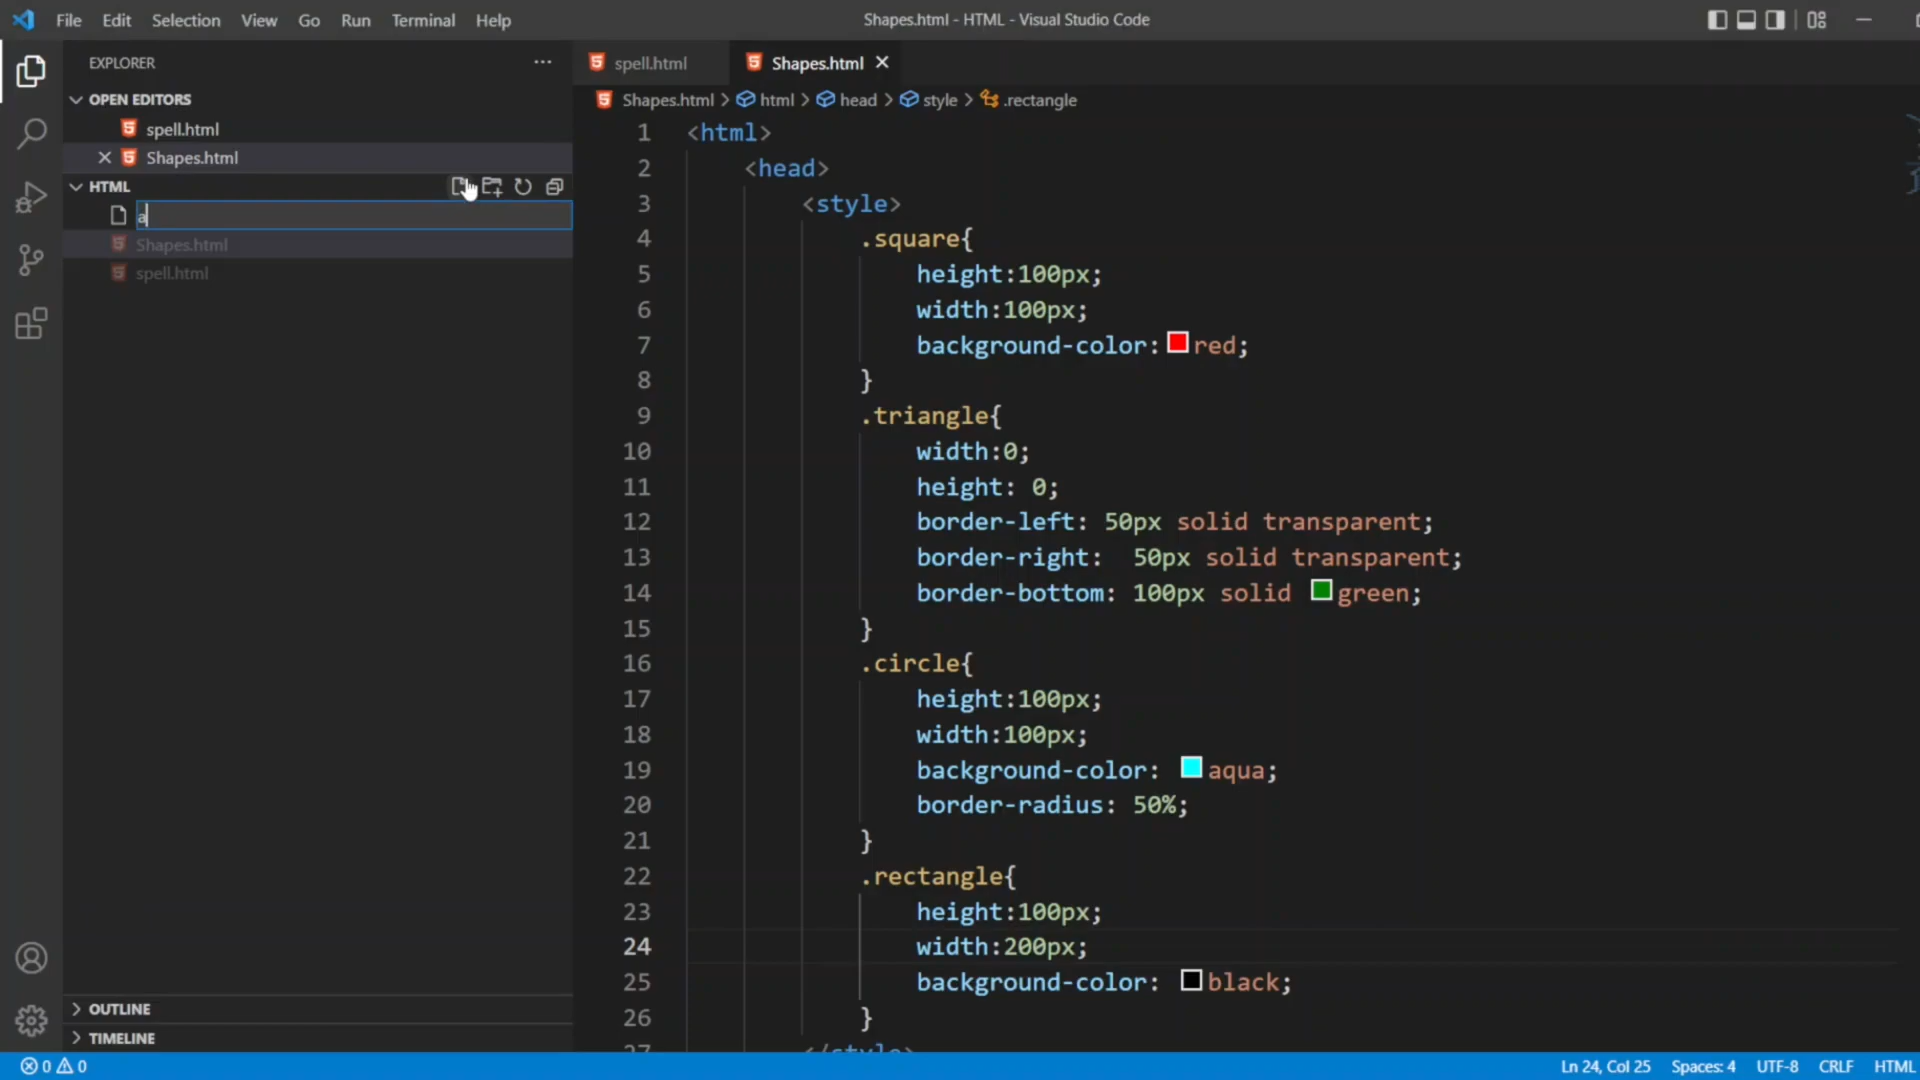 File Edit Selection View Go Run Terminal Help
Shapes.html - HTML - Visual Studio Code
EXPLORER
OPEN EDITORS
spell.html
Shapes.html
HTML
a
Shapes.html
spell.html
OUTLINE
TIMELINE
spell.html
Shapes.html
Shapes.html > html > head > style > .rectangle
1 <html>
2 <head>
3 <style>
4 .square{
5 height:100px;
6 width:100px;
7 background-color: red;
8 }
9 .triangle{
10 width:0;
11 height: 0;
12 border-left: 50px solid transparent;
13 border-right:  50px solid transparent;
14 border-bottom: 100px solid green;
15 }
16 .circle{
17 height:100px;
18 width:100px;
19 background-color: aqua;
20 border-radius: 50%;
21 }
22 .rectangle{
23 height:100px;
24 width:200px;
25 background-color: black;
26 }
27 </style>
0 0
Ln 24, Col 25 Spaces: 4 UTF-8 CRLF HTML